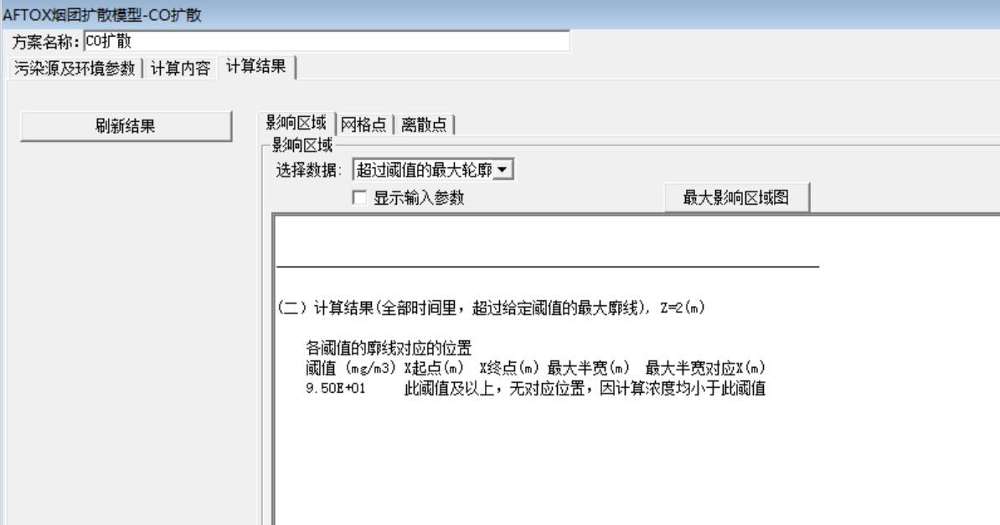 AFTOX烟团扩散模型-CO扩散
方案名称: CO扩散
污染源及环境参数 计算内容 计算结果
刷新结果
影响区域 网格点 离散点
影响区域
选择数据: 超过阈值的最大轮廓
显示输入参数 最大影响区域图
(二) 计算结果(全部时间里，超过给定阈值的最大廓线), Z=2(m)
各阈值的廓线对应的位置
阈值 (mg/m3) X起点(m) X终点(m) 最大半宽(m) 最大半宽对应X(m)
9.50E+01 此阈值及以上，无对应位置，因计算浓度均小于此阈值